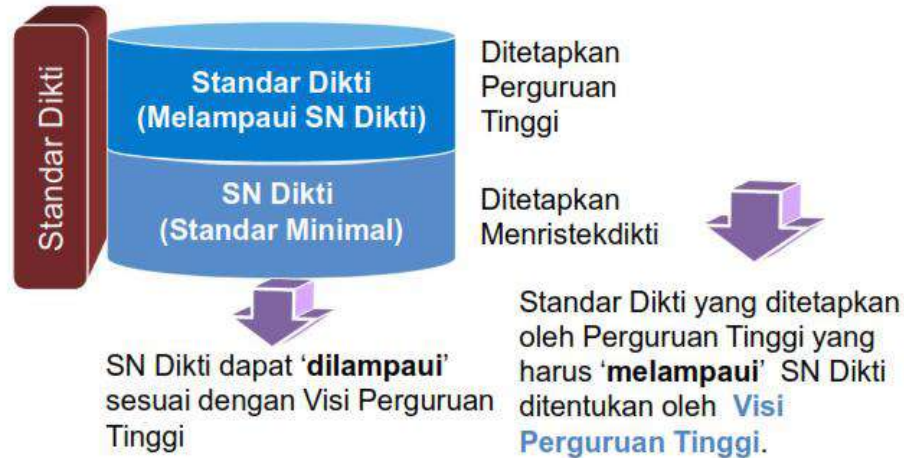 Standar Dikti
Standar Dikti
(Melampaui SN Dikti)
Ditetapkan
Perguruan
Tinggi
SN Dikti
(Standar Minimal)
Ditetapkan
Menristekdikti
SN Dikti dapat ‘dilampaui’
sesuai dengan Visi Perguruan
Tinggi
Standar Dikti yang ditetapkan
oleh Perguruan Tinggi yang
harus ‘melampaui’ SN Dikti
ditentukan oleh Visi
Perguruan Tinggi.